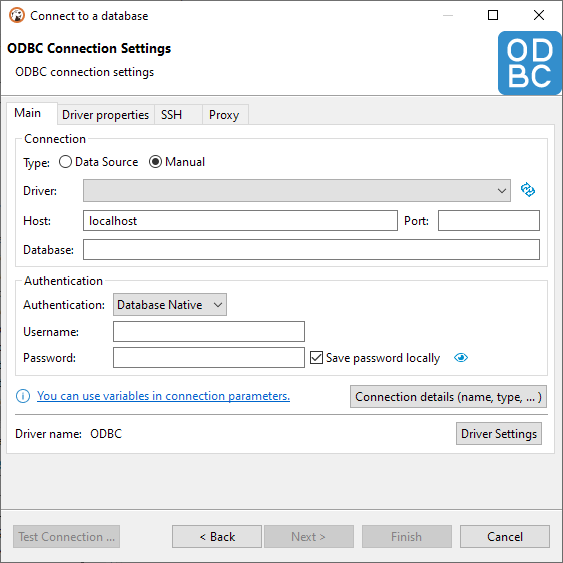 Connect to a database
ODBC Connection Settings
ODBC connection settings
OD
BC
Main Driver properties SSH Proxy
Connection
Type: Data Source Manual
Driver:
Host: localhost Port:
Database:
Authentication
Authentication: Database Native
Username:
Password: Save password locally
You can use variables in connection parameters. Connection details (name, type, ... )
Driver name: ODBC Driver Settings
Test Connection ... < Back Next > Finish Cancel